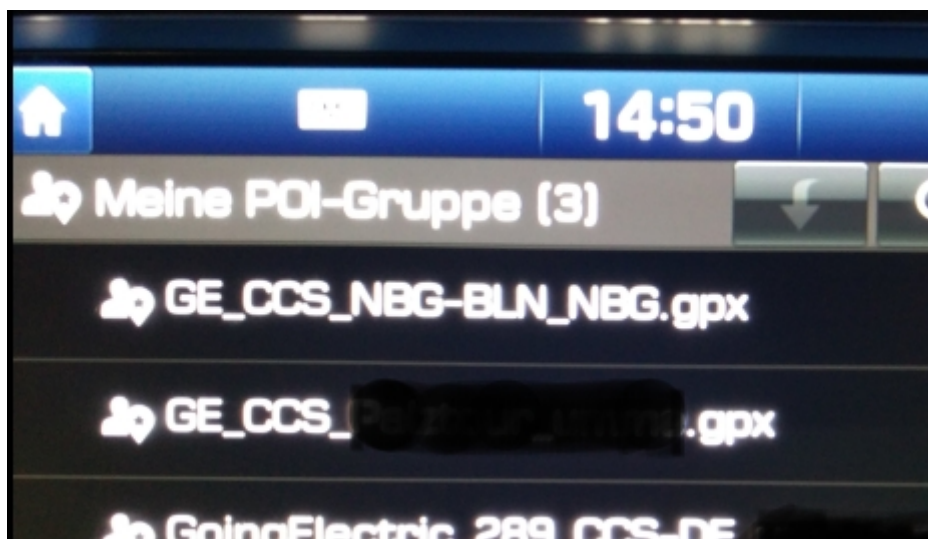 14:50
Meine POI-Gruppe (3)
GE_CCS_NBG-BLN_NBG.gpx
GE_CCS_ .gpx
GoingElectric_289_CCS-DE